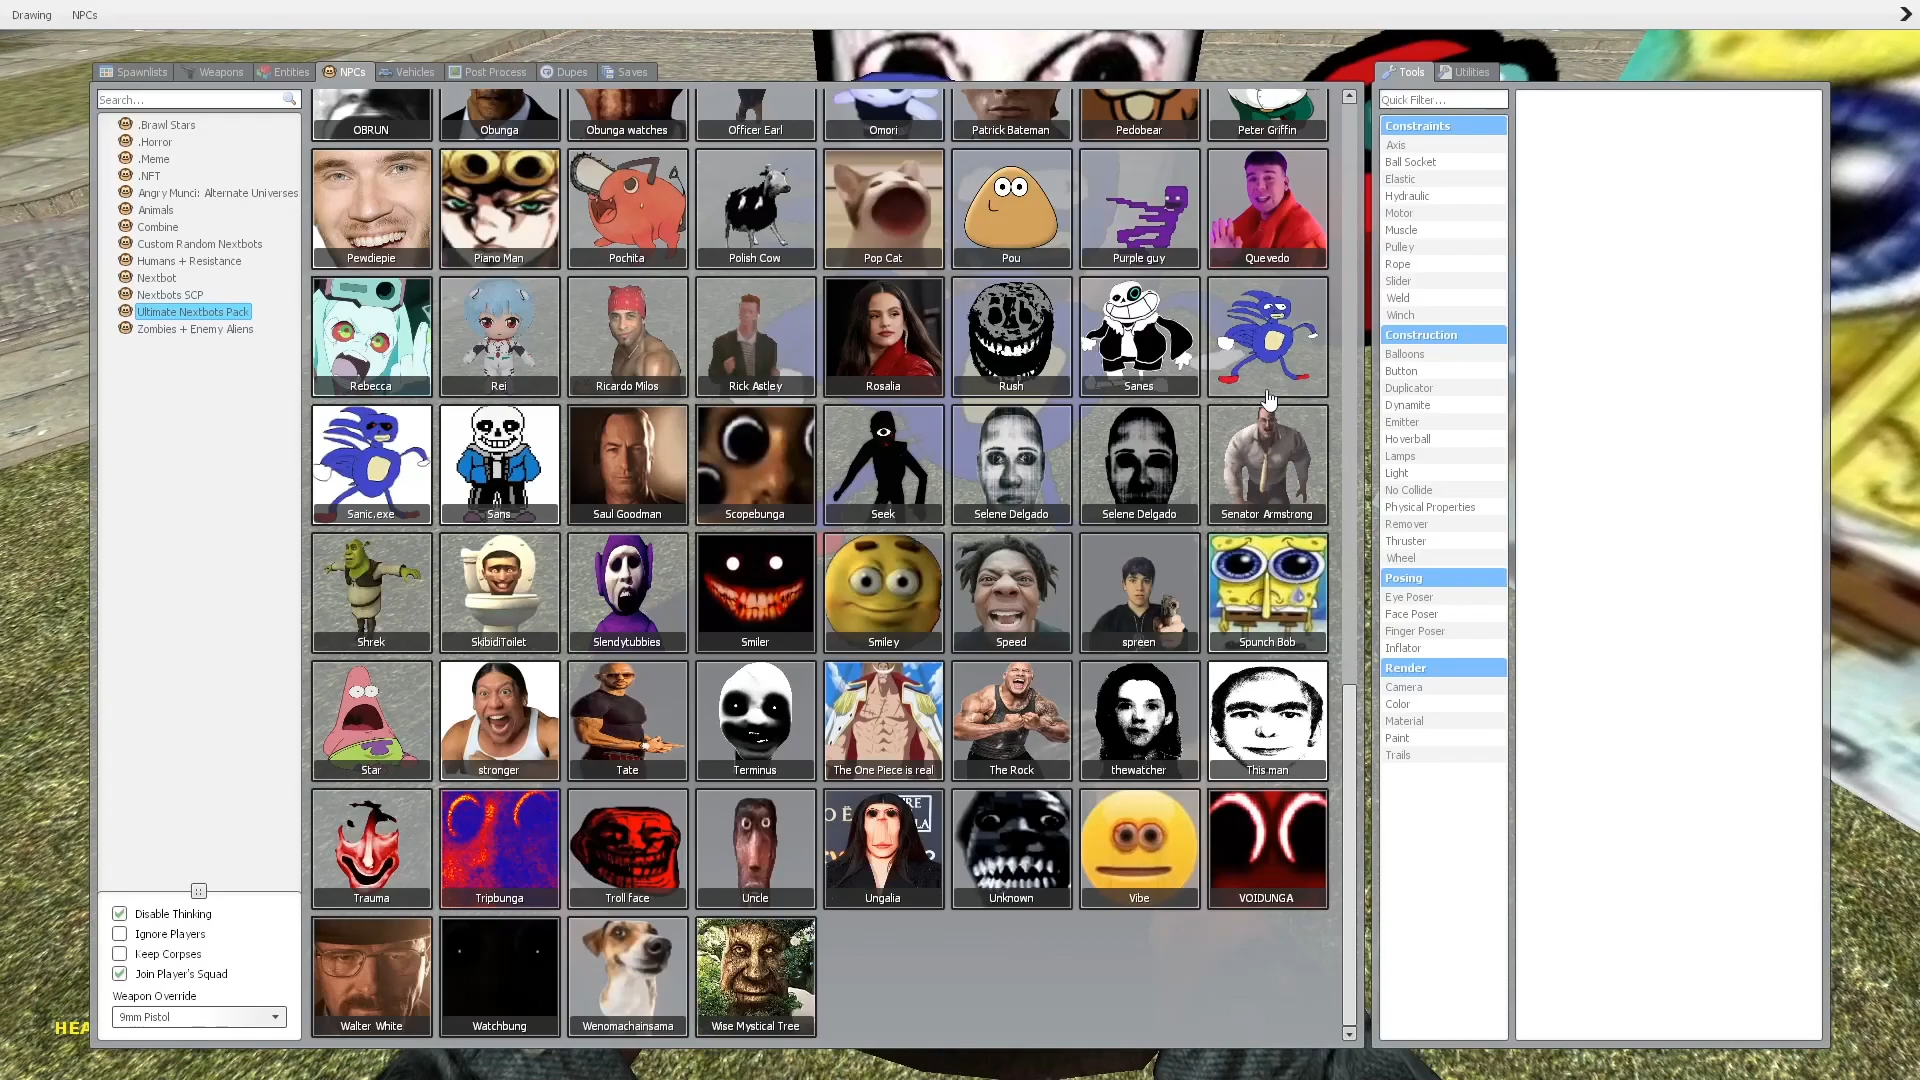 Drawing NPCs
Spawnlists Weapons Entities NPCs Vehicles Post Process Dupes Saves
Tools Utilities
Search...
.Brawl Stars
.Horror
.Meme
.NFT
Angry Munci: Alternate Universes
Animals
Combine
Custom Random Nextbots
Humans + Resistance
Nextbot
Nextbots SCP
Ultimate Nextbots Pack
Zombies + Enemy Aliens
Disable Thinking
Ignore Players
Keep Corpses
Join Player's Squad
Weapon Override
9mm Pistol
HEA
OBRUN Obunga Obunga watches Officer Earl Omori Patrick Bateman Pedobear Peter Griffin
Pewdiepie Piano Man Pochita Polish Cow Pop Cat Pou Purple guy Quevedo
Rebecca Rei Ricardo Milos Rick Astley Rosalia Rush Sanes
Sanic.exe Sans Saul Goodman Scopebunga Seek Selene Delgado Selene Delgado Senator Armstrong
Shrek SkibidiToilet Slendytubbies Smiler Smiley Speed spreen Spunch Bob
Star stronger Tate Terminus The One Piece is real The Rock thewatcher This man
Trauma Tripbunga Troll face Uncle Ungalia Unknown Vibe VOIDUNGA
Walter White Watchbung Wenomachainsama Wise Mystical Tree
Quick Filter...
Constraints
Axis
Ball Socket
Elastic
Hydraulic
Motor
Muscle
Pulley
Rope
Slider
Weld
Winch
Construction
Balloons
Button
Duplicator
Dynamite
Emitter
Hoverball
Lamps
Light
No Collide
Physical Properties
Remover
Thruster
Wheel
Posing
Eye Poser
Face Poser
Finger Poser
Inflator
Render
Camera
Color
Material
Paint
Trails